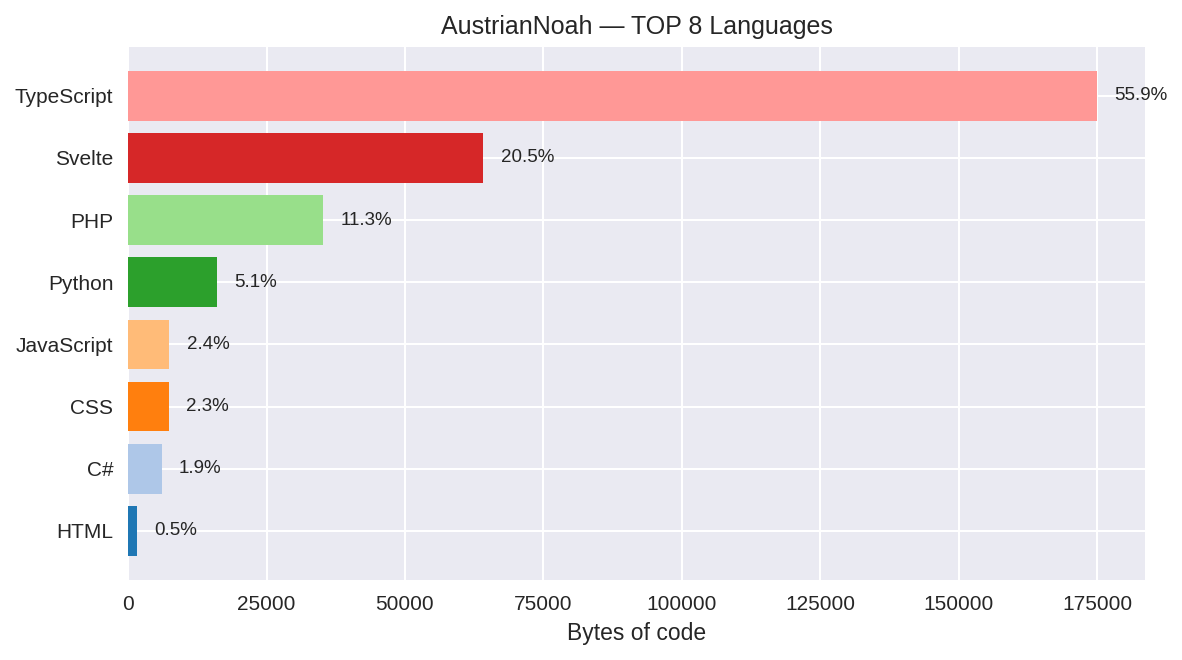 AustrianNoah — TOP 8 Languages
TypeScript 55.9%
Svelte 20.5%
PHP 11.3%
Python 5.1%
JavaScript 2.4%
CSS 2.3%
C# 1.9%
HTML 0.5%
0 25000 50000 75000 100000 125000 150000 175000
Bytes of code